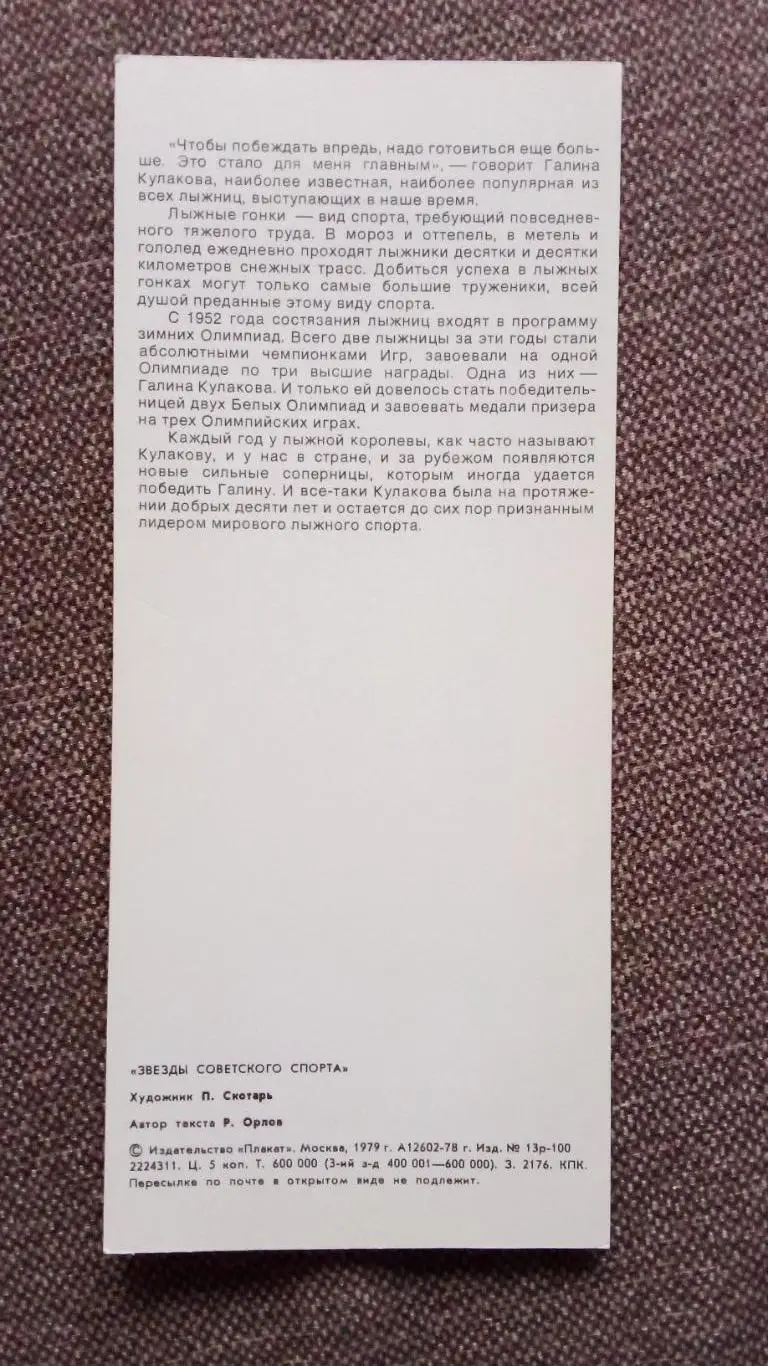 «Чтобы побеждать впредь, надо готовиться еще боль-
ше. Это стало для меня главным», — говорит Галина
Кулакова, наиболее известная, наиболее популярная из
всех лыжниц, выступающих в наше время.
Лыжные гонки — вид спорта, требующий повседнев-
ного тяжелого труда. В мороз и оттепель, в метель и
гололед ежедневно проходят лыжники десятки и десятки
километров снежных трасс. Добиться успеха в лыжных
гонках могут только самые большие труженики, всей
душой преданные этому виду спорта.
С 1952 года состязания лыжниц входят в программу
зимних Олимпиад. Всего две лыжницы за эти годы стали
абсолютными чемпионками Игр, завоевали на одной
Олимпиаде по три высшие награды. Одна из них —
Галина Кулакова. И только ей довелось стать победитель-
ницей двух Белых Олимпиад и завоевать медали призера
на трех Олимпийских играх.
Каждый год у лыжной королевы, как часто называют
Кулакову, и у нас в стране, и за рубежом появляются
новые сильные соперницы, которым иногда удается
победить Галину. И все-таки Кулакова была на протяже-
нии добрых десяти лет и остается до сих пор признанным
лидером мирового лыжного спорта.
«ЗВЕЗДЫ СОВЕТСКОГО СПОРТА»
Художник П. Скотарь
Автор текста Р. Орлов
© Издательство «Плакат». Москва, 1979 г. А12602-78 г. Изд. № 13р-100
2224311. Ц. 5 коп. Т. 600 000 (3-ий з-д 400 001—600 000). З. 2176. КПК.
Пересылке по почте в открытом виде не подлежит.